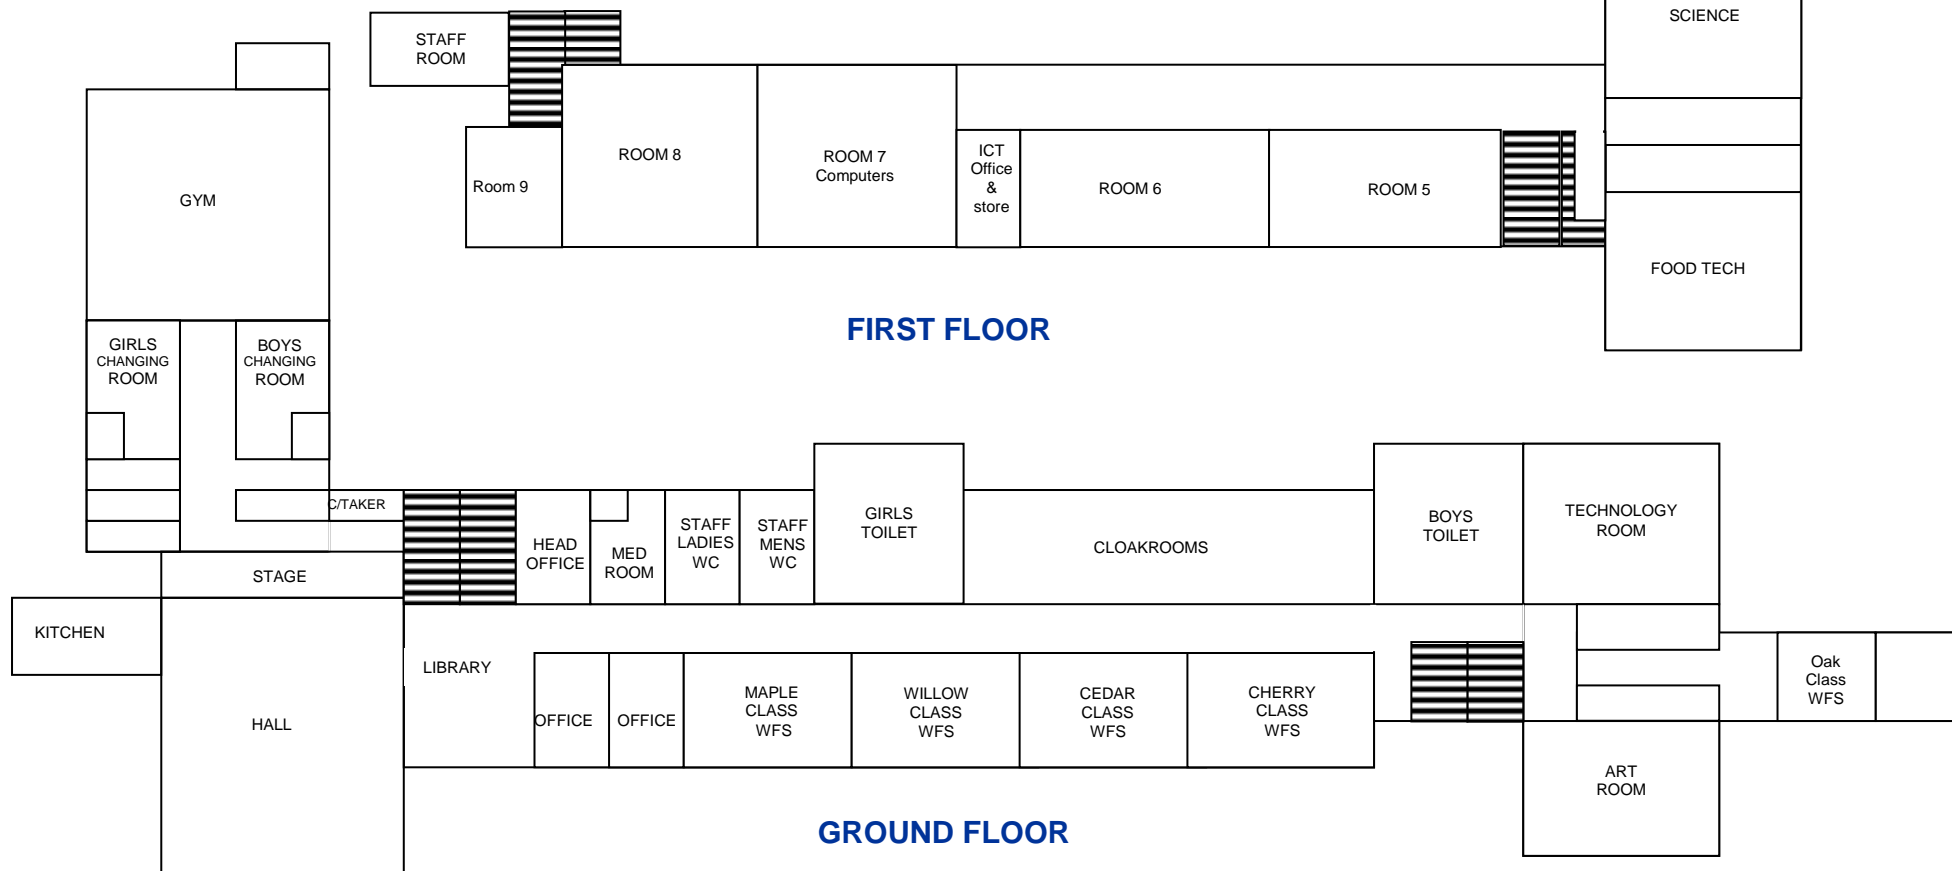 SCIENCE
STAFF
ROOM
ROOM 8
ROOM 7
Computers
ICT
Office
&
store
ROOM 6
ROOM 5
Room 9
GYM
FOOD TECH
FIRST FLOOR
GIRLS
CHANGING
ROOM
BOYS
CHANGING
ROOM
C/TAKER
HEAD
OFFICE
MED
ROOM
STAFF
LADIES
WC
STAFF
MENS
WC
GIRLS
TOILET
CLOAKROOMS
BOYS
TOILET
TECHNOLOGY
ROOM
STAGE
KITCHEN
LIBRARY
HALL
OFFICE
OFFICE
MAPLE
CLASS
WFS
WILLOW
CLASS
WFS
CEDAR
CLASS
WFS
CHERRY
CLASS
WFS
Oak
Class
WFS
ART
ROOM
GROUND FLOOR